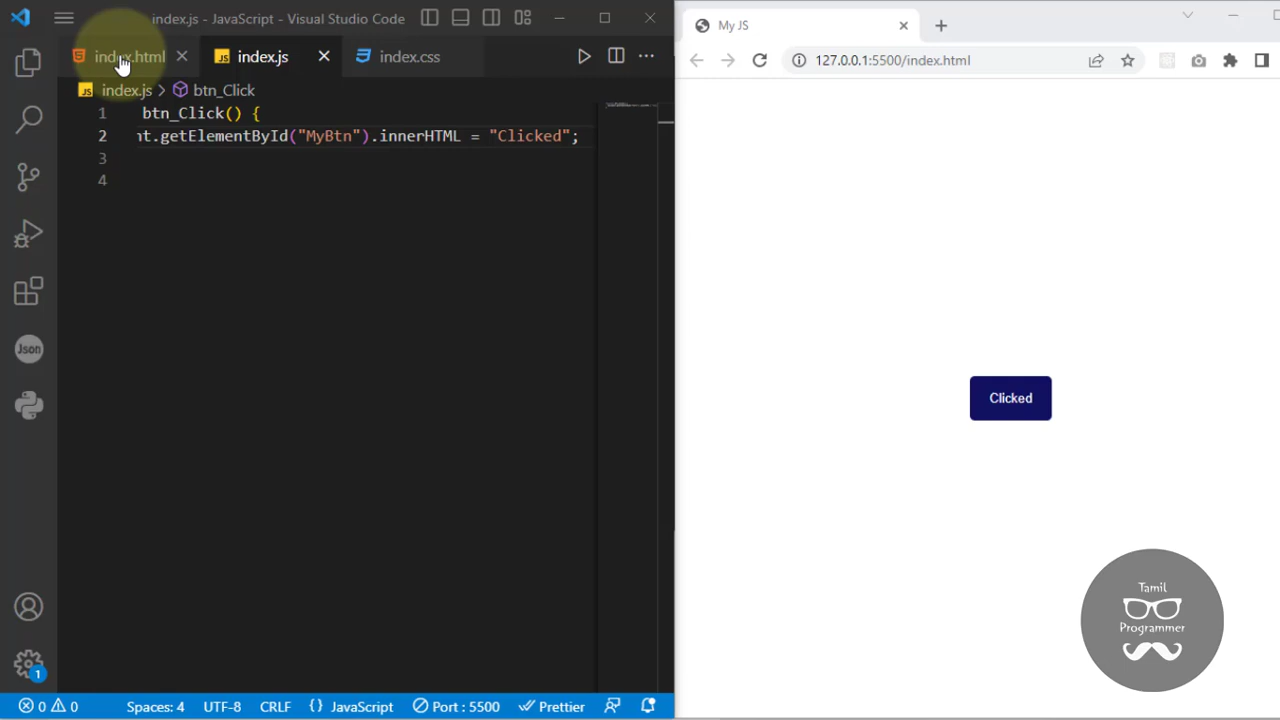 index.js - JavaScript - Visual Studio Code
index.html
index.js
index.css
index.js > btn_Click
1 btn_Click() {
2 nt.getElementById("MyBtn").innerHTML = "Clicked";
3
4
Json
1
0 0
Spaces: 4
UTF-8
CRLF
{} JavaScript
Port : 5500
Prettier
My JS
127.0.0.1:5500/index.html
Clicked
Tamil
Programmer